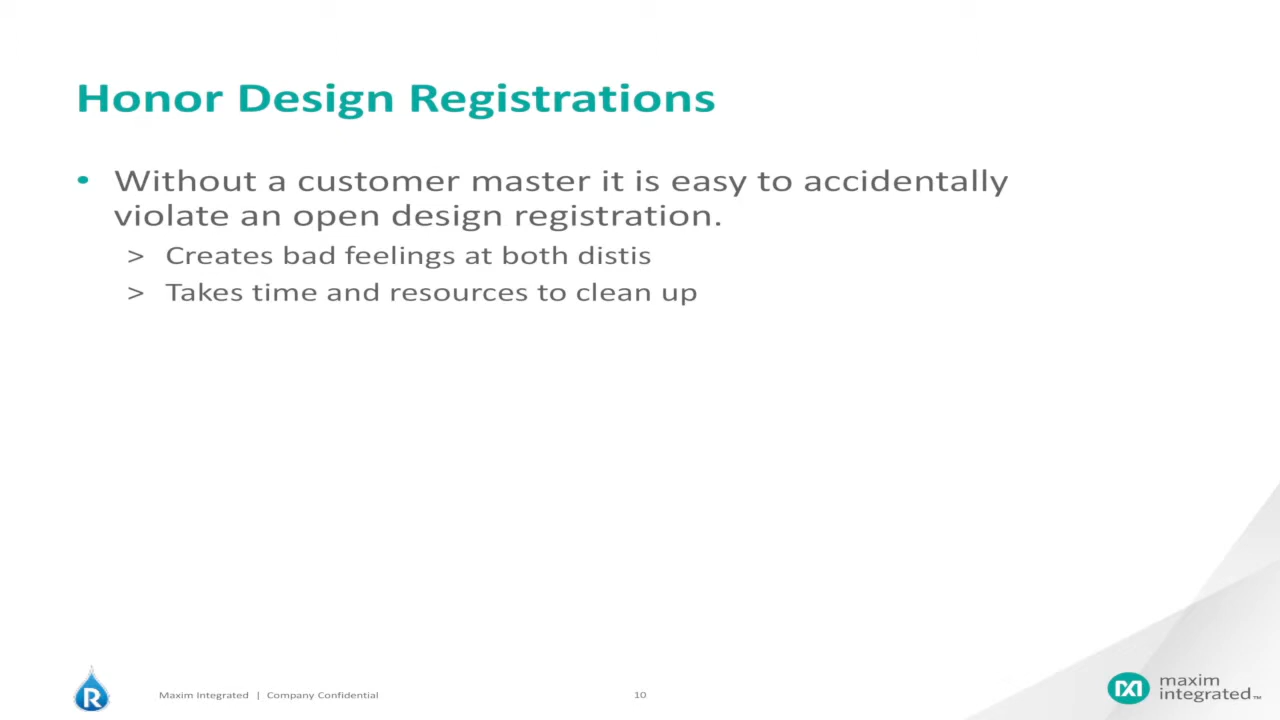 Honor Design Registrations
• Without a customer master it is easy to accidentally
violate an open design registration.
> Creates bad feelings at both distis
> Takes time and resources to clean up
R
Maxim Integrated | Company Confidential
10
maxim
integrated™